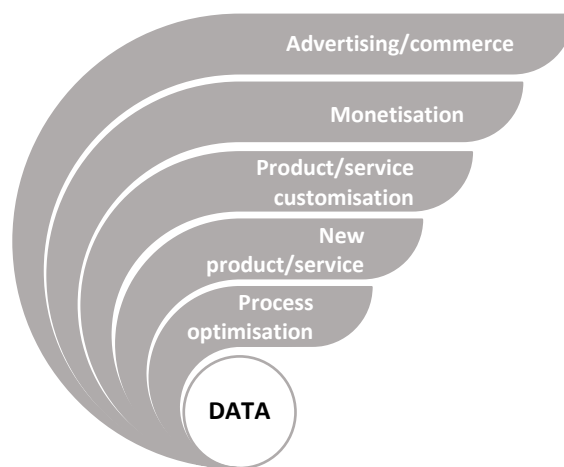 Advertising/commerce
Monetisation
Product/service
customisation
New
product/service
Process
optimisation
DATA